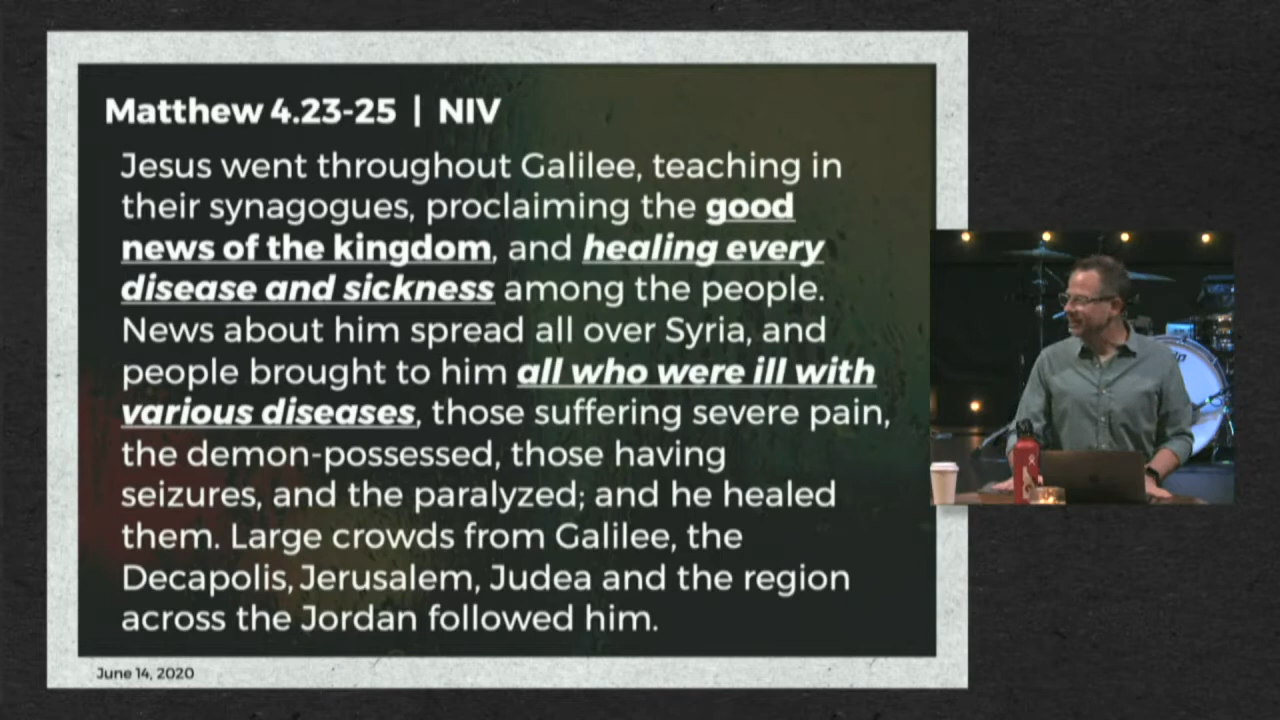 Matthew 4.23-25 | NIV
Jesus went throughout Galilee, teaching in
their synagogues, proclaiming the good
news of the kingdom, and healing every
disease and sickness among the people.
News about him spread all over Syria, and
people brought to him all who were ill with
various diseases, those suffering severe pain,
the demon-possessed, those having
seizures, and the paralyzed; and he healed
them. Large crowds from Galilee, the
Decapolis, Jerusalem, Judea and the region
across the Jordan followed him.
June 14, 2020